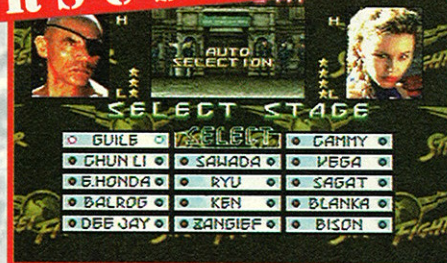 H H
AUTO
SELECTION
L L
SELECT STAGE
GUILE SELECT CAMMY
CHUN LI SAWADA VEGA
E.HONDA RYU SAGAT
BALROG KEN BLANKA
DEE JAY ZANGIEF BISON